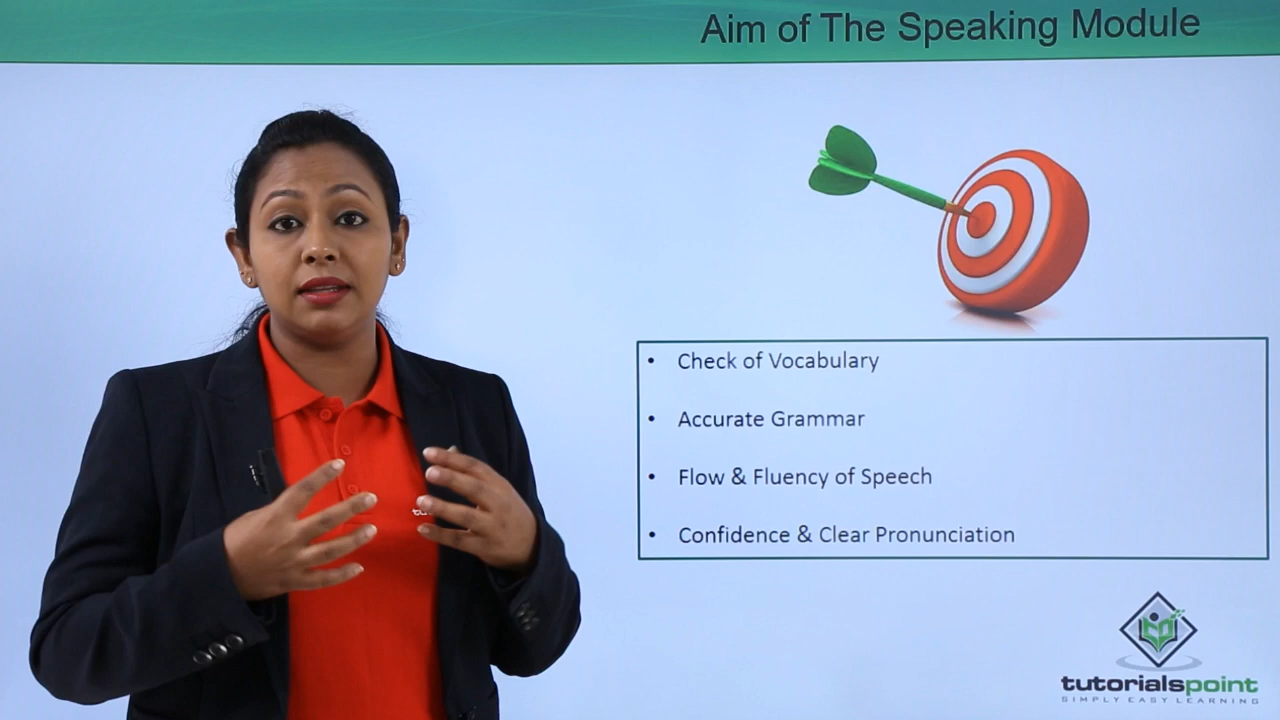 Aim of The Speaking Module
• Check of Vocabulary
• Accurate Grammar
• Flow & Fluency of Speech
• Confidence & Clear Pronunciation
tutorialspoint
SIMPLY EASY LEARNING